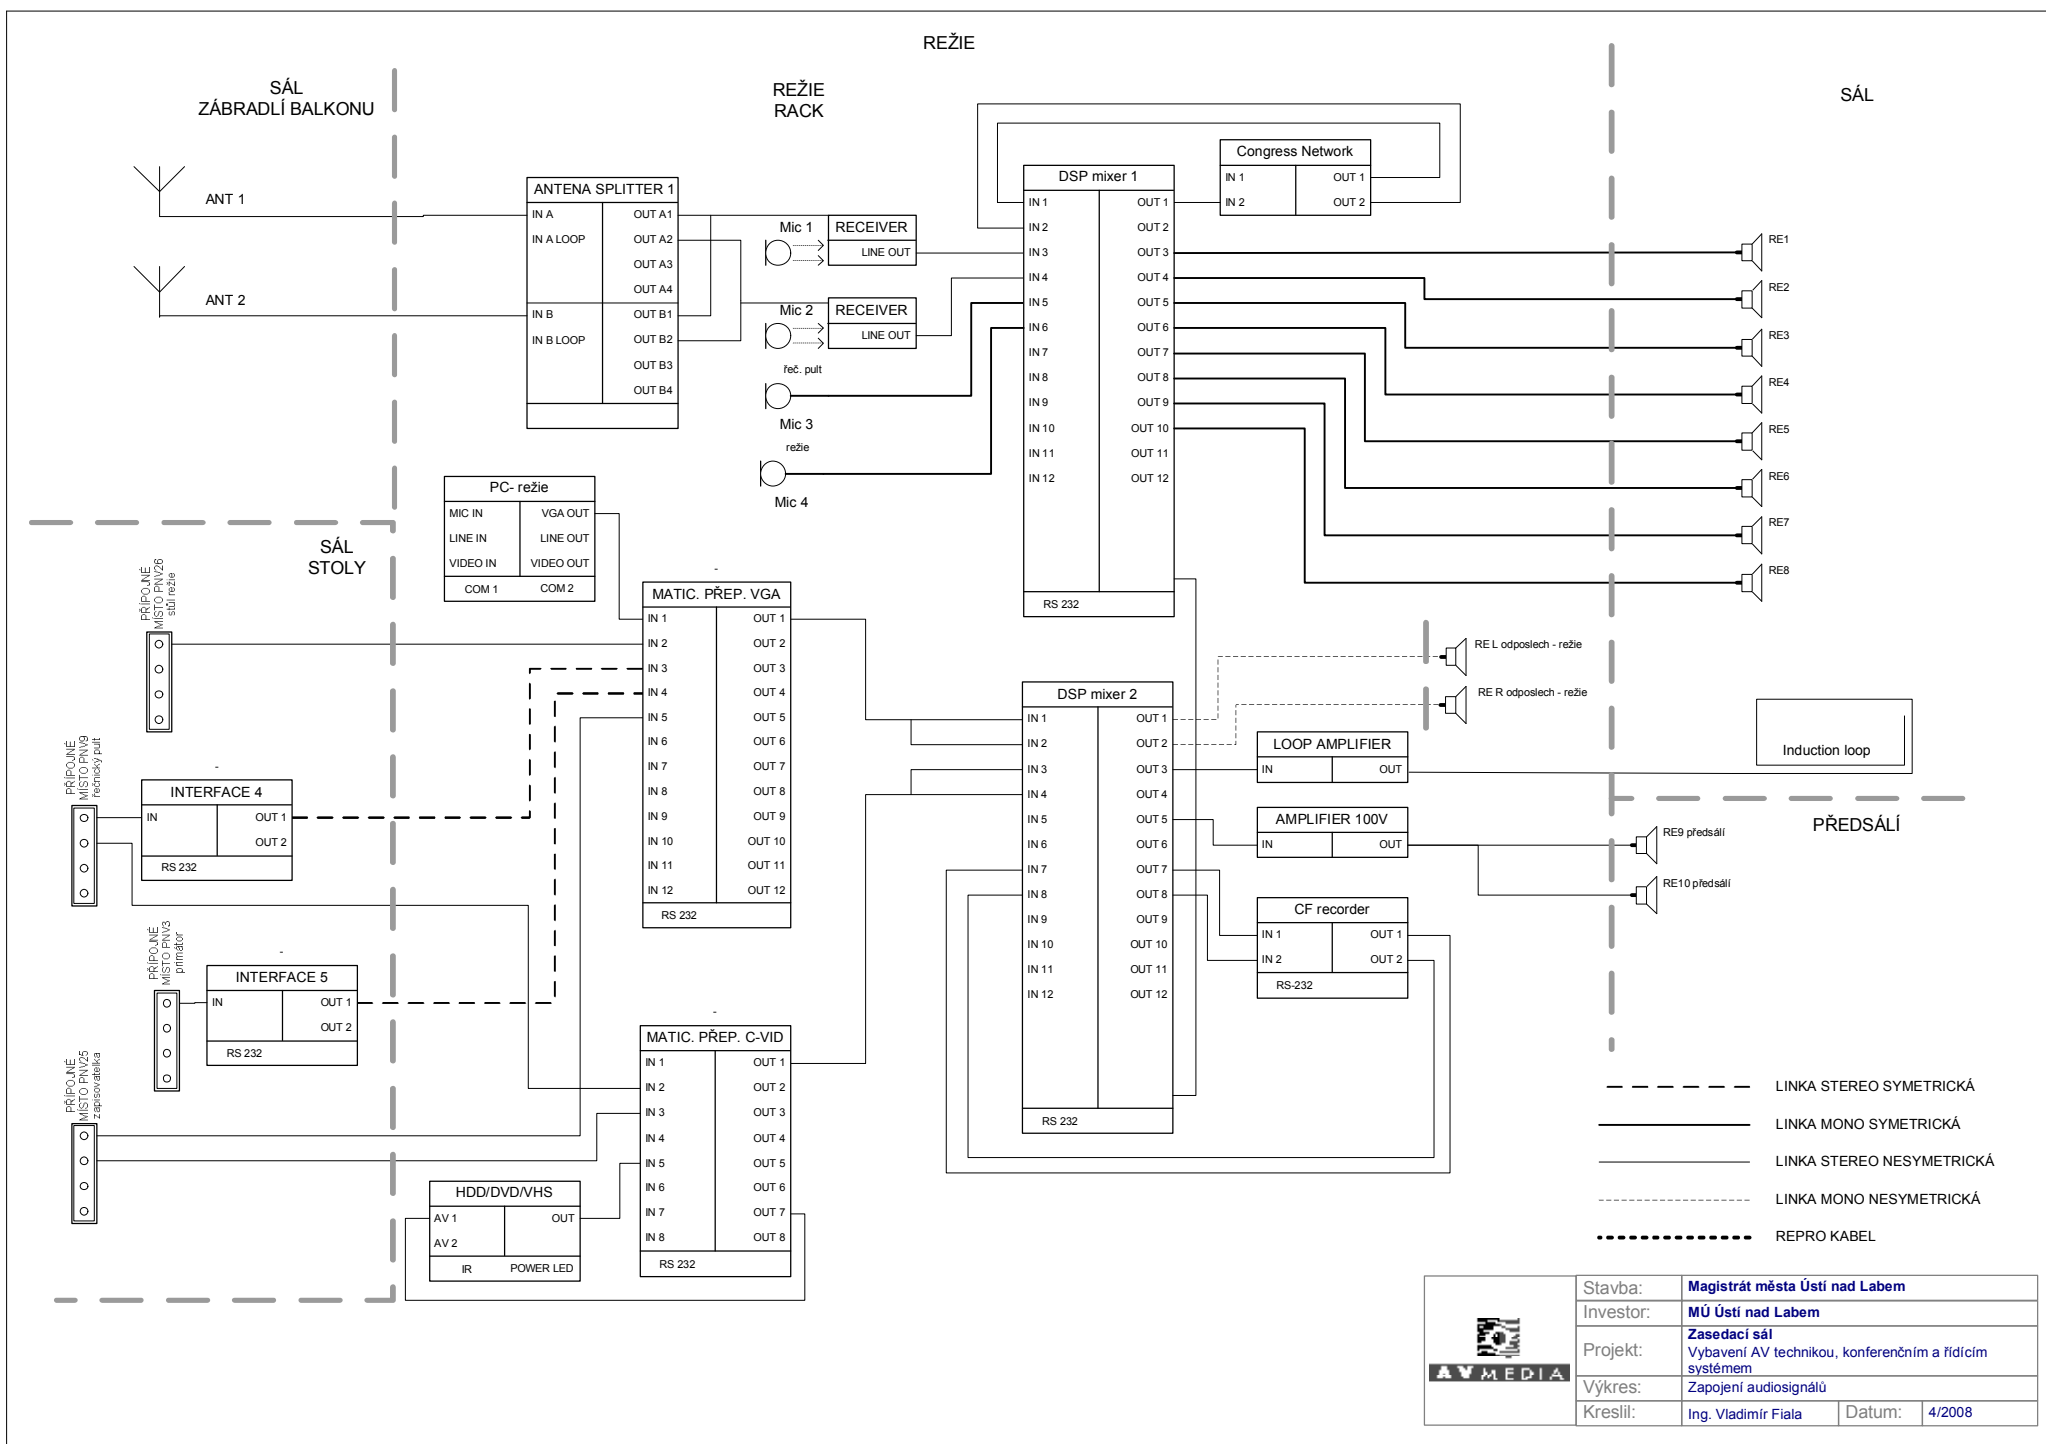 REŽIE
SÁL
ZÁBRADLÍ BALKONU
REŽIE
RACK
SÁL
ANT 1
ANT 2
ANTENA SPLITTER 1
IN A
OUT A1
IN A LOOP
OUT A2
OUT A3
OUT A4
IN B
OUT B1
IN B LOOP
OUT B2
OUT B3
OUT B4
Mic 1
RECEIVER
LINE OUT
Mic 2
RECEIVER
LINE OUT
řeč. pult
Mic 3
režie
Mic 4
DSP mixer 1
IN 1
OUT 1
IN 2
OUT 2
IN 3
OUT 3
IN 4
OUT 4
IN 5
OUT 5
IN 6
OUT 6
IN 7
OUT 7
IN 8
OUT 8
IN 9
OUT 9
IN 10
OUT 10
IN 11
OUT 11
IN 12
OUT 12
RS 232
Congress Network
IN 1
OUT 1
IN 2
OUT 2
RE1
RE2
RE3
RE4
RE5
RE6
RE7
RE8
PC- režie
MIC IN
VGA OUT
LINE IN
LINE OUT
VIDEO IN
VIDEO OUT
COM 1
COM 2
SÁL
STOLY
PŘÍPOJNÉ
MÍSTO PNV26
stůl režie
-
MATIC. PŘEP. VGA
IN 1
OUT 1
IN 2
OUT 2
IN 3
OUT 3
IN 4
OUT 4
IN 5
OUT 5
IN 6
OUT 6
IN 7
OUT 7
IN 8
OUT 8
IN 9
OUT 9
IN 10
OUT 10
IN 11
OUT 11
IN 12
OUT 12
RS 232
PŘÍPOJNÉ
MÍSTO PNV9
řečnický pult
-
INTERFACE 4
IN
OUT 1
OUT 2
RS 232
PŘÍPOJNÉ
MÍSTO PNV3
primátor
-
INTERFACE 5
IN
OUT 1
OUT 2
RS 232
PŘÍPOJNÉ
MÍSTO PNV25
zapisovatelka
-
MATIC. PŘEP. C-VID
IN 1
OUT 1
IN 2
OUT 2
IN 3
OUT 3
IN 4
OUT 4
IN 5
OUT 5
IN 6
OUT 6
IN 7
OUT 7
IN 8
OUT 8
RS 232
HDD/DVD/VHS
AV 1
OUT
AV 2
IR
POWER LED
DSP mixer 2
IN 1
OUT 1
IN 2
OUT 2
IN 3
OUT 3
IN 4
OUT 4
IN 5
OUT 5
IN 6
OUT 6
IN 7
OUT 7
IN 8
OUT 8
IN 9
OUT 9
IN 10
OUT 10
IN 11
OUT 11
IN 12
OUT 12
RS 232
RE L odposlech - režie
RE R odposlech - režie
LOOP AMPLIFIER
IN
OUT
AMPLIFIER 100V
IN
OUT
CF recorder
IN 1
OUT 1
IN 2
OUT 2
RS-232
Induction loop
PŘEDSÁLÍ
RE9 předsálí
RE10 předsálí
LINKA STEREO SYMETRICKÁ
LINKA MONO SYMETRICKÁ
LINKA STEREO NESYMETRICKÁ
LINKA MONO NESYMETRICKÁ
REPRO KABEL
AV MEDIA
Stavba:
Magistrát města Ústí nad Labem
Investor:
MÚ Ústí nad Labem
Projekt:
Zasedací sál
Vybavení AV technikou, konferenčním a řídícím
systémem
Výkres:
Zapojení audiosignálů
Kreslil:
Ing. Vladimír Fiala
Datum:
4/2008